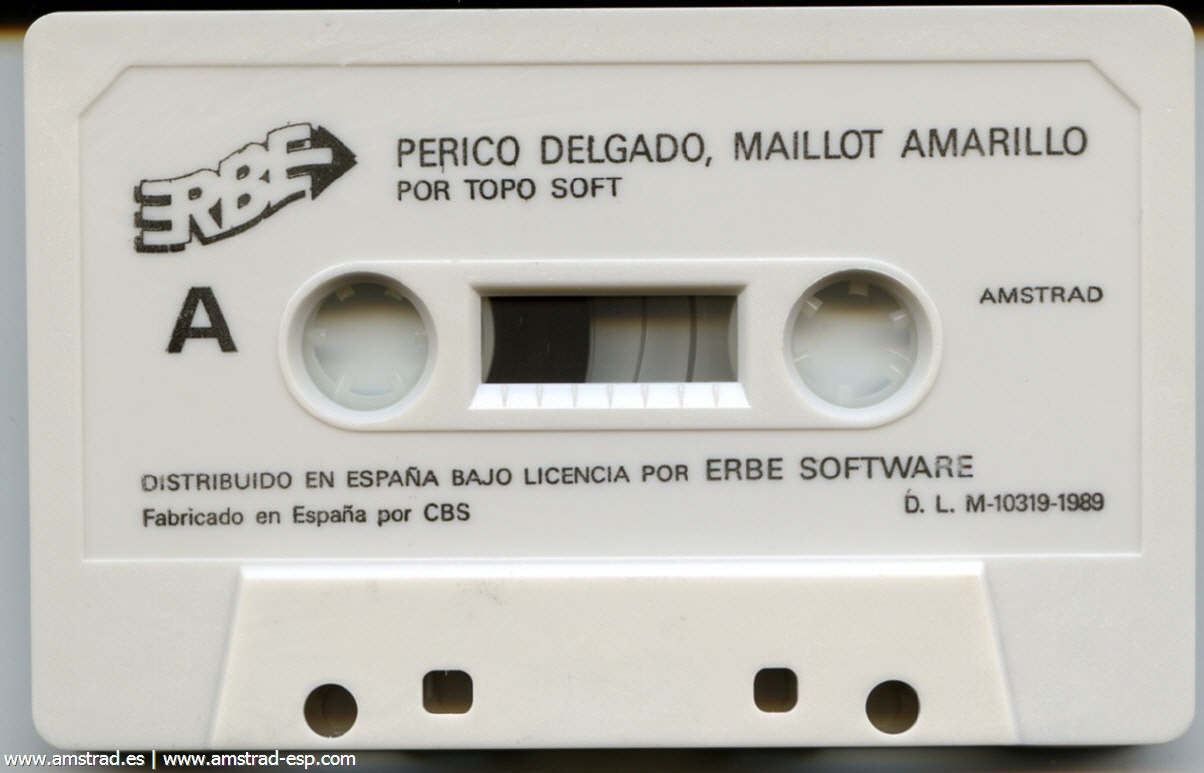 ERBE
PERICO DELGADO, MAILLOT AMARILLO
POR TOPO SOFT
A
AMSTRAD
DISTRIBUIDO EN ESPAÑA BAJO LICENCIA POR ERBE SOFTWARE
D. L. M-10319-1989
Fabricado en España por CBS
www.amstrad.es | www.amstrad-esp.com